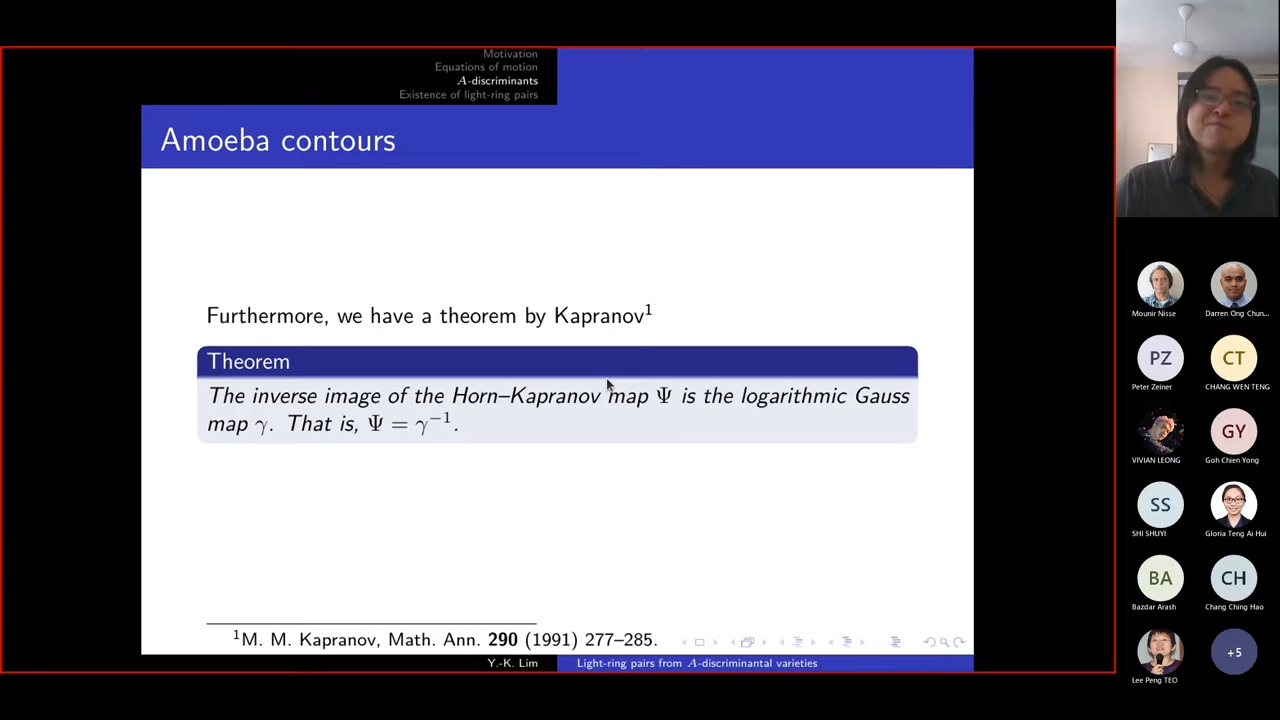 Motivation
Equations of motion
A-discriminants
Existence of light-ring pairs
Amoeba contours
Furthermore, we have a theorem by Kapranov¹
Theorem
The inverse image of the Horn–Kapranov map Ψ is the logarithmic Gauss
map γ. That is, Ψ = γ⁻¹.
¹M. M. Kapranov, Math. Ann. 290 (1991) 277–285.
Y.-K. Lim
Light-ring pairs from A-discriminantal varieties
Mounir Nisse
Darren Ong Chun...
PZ
CT
Peter Zeiner
CHANG WEN TENG
GY
VIVIAN LEONG
Goh Chien Yong
SS
SHI SHUYI
Gloria Teng Ai Hui
BA
CH
Bazdar Arash
Chang Ching Hao
+5
Lee Peng TEO